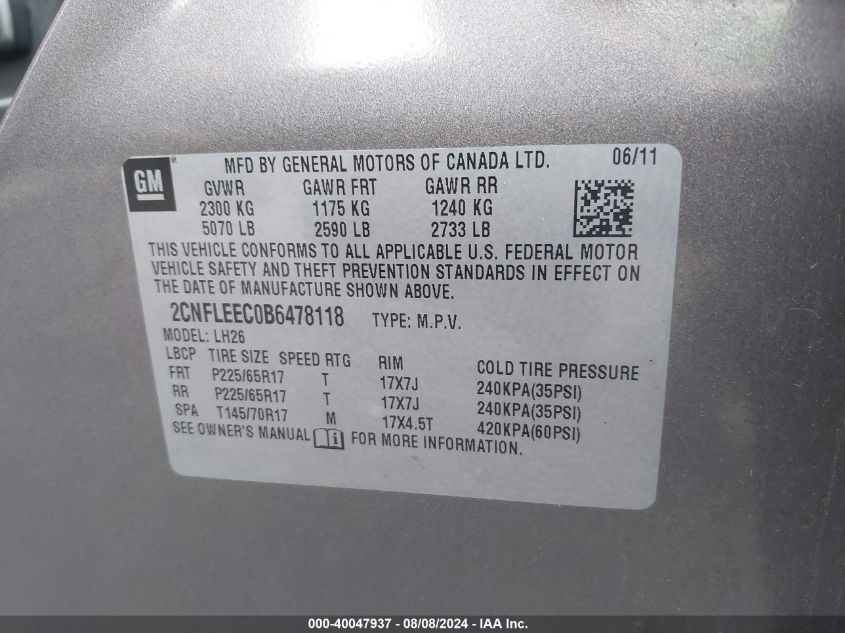 GM ® MFD BY GENERAL MOTORS OF CANADA LTD. 06/11
GVWR GAWR FRT GAWR RR
2300 KG 1175 KG 1240 KG
5070 LB 2590 LB 2733 LB
THIS VEHICLE CONFORMS TO ALL APPLICABLE U.S. FEDERAL MOTOR
VEHICLE SAFETY AND THEFT PREVENTION STANDARDS IN EFFECT ON
THE DATE OF MANUFACTURE SHOWN ABOVE.
2CNFLEEC0B6478118 TYPE: M.P.V.
MODEL: LH26
LBCP TIRE SIZE SPEED RTG RIM COLD TIRE PRESSURE
FRT P225/65R17 T 17X7J 240KPA(35PSI)
RR P225/65R17 T 17X7J 240KPA(35PSI)
SPA T145/70R17 M 17X4.5T 420KPA(60PSI)
SEE OWNER'S MANUAL FOR MORE INFORMATION.
000-40047937 - 08/08/2024 - IAA Inc.